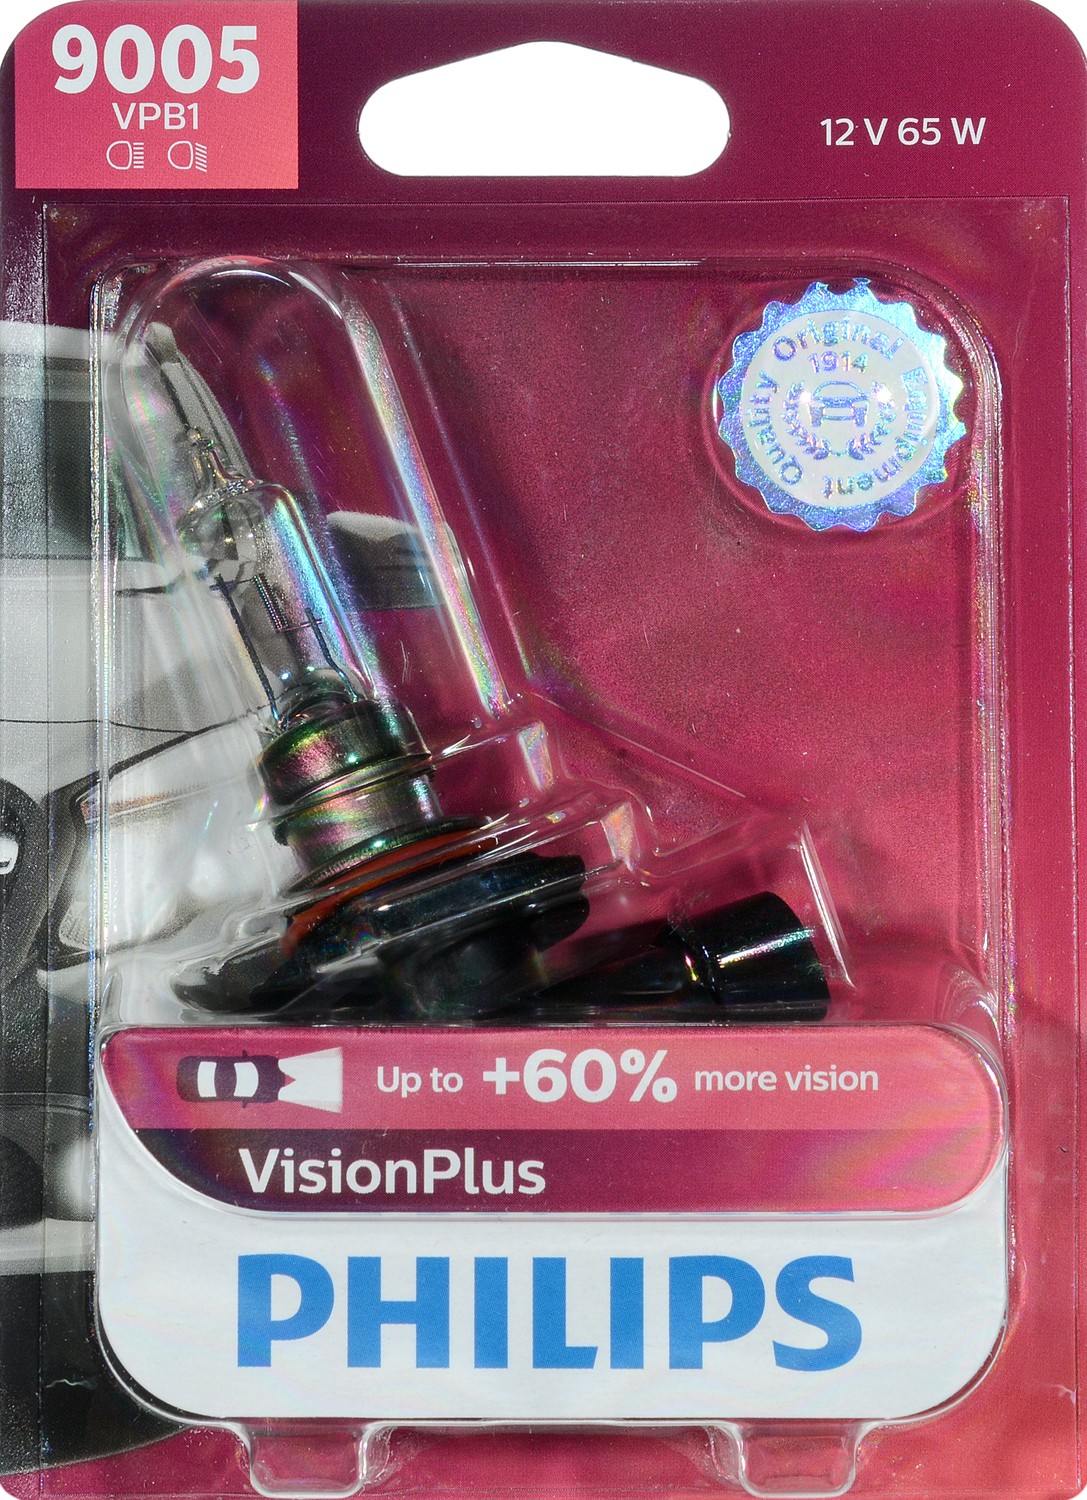 9005
VPB1
12 V 65 W
Original Equipment Quality
1914
Up to +60% more vision
VisionPlus
PHILIPS